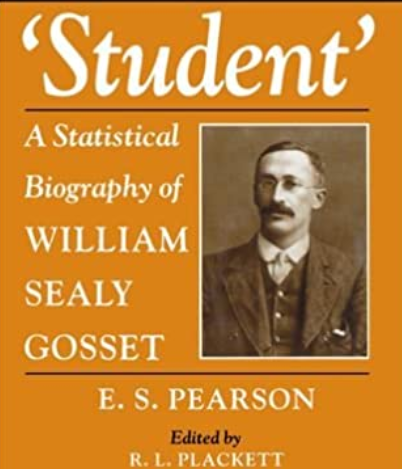 ‘Student’
A Statistical
Biography of
WILLIAM
SEALY
GOSSET
E. S. PEARSON
Edited by
R. L. PLACKETT